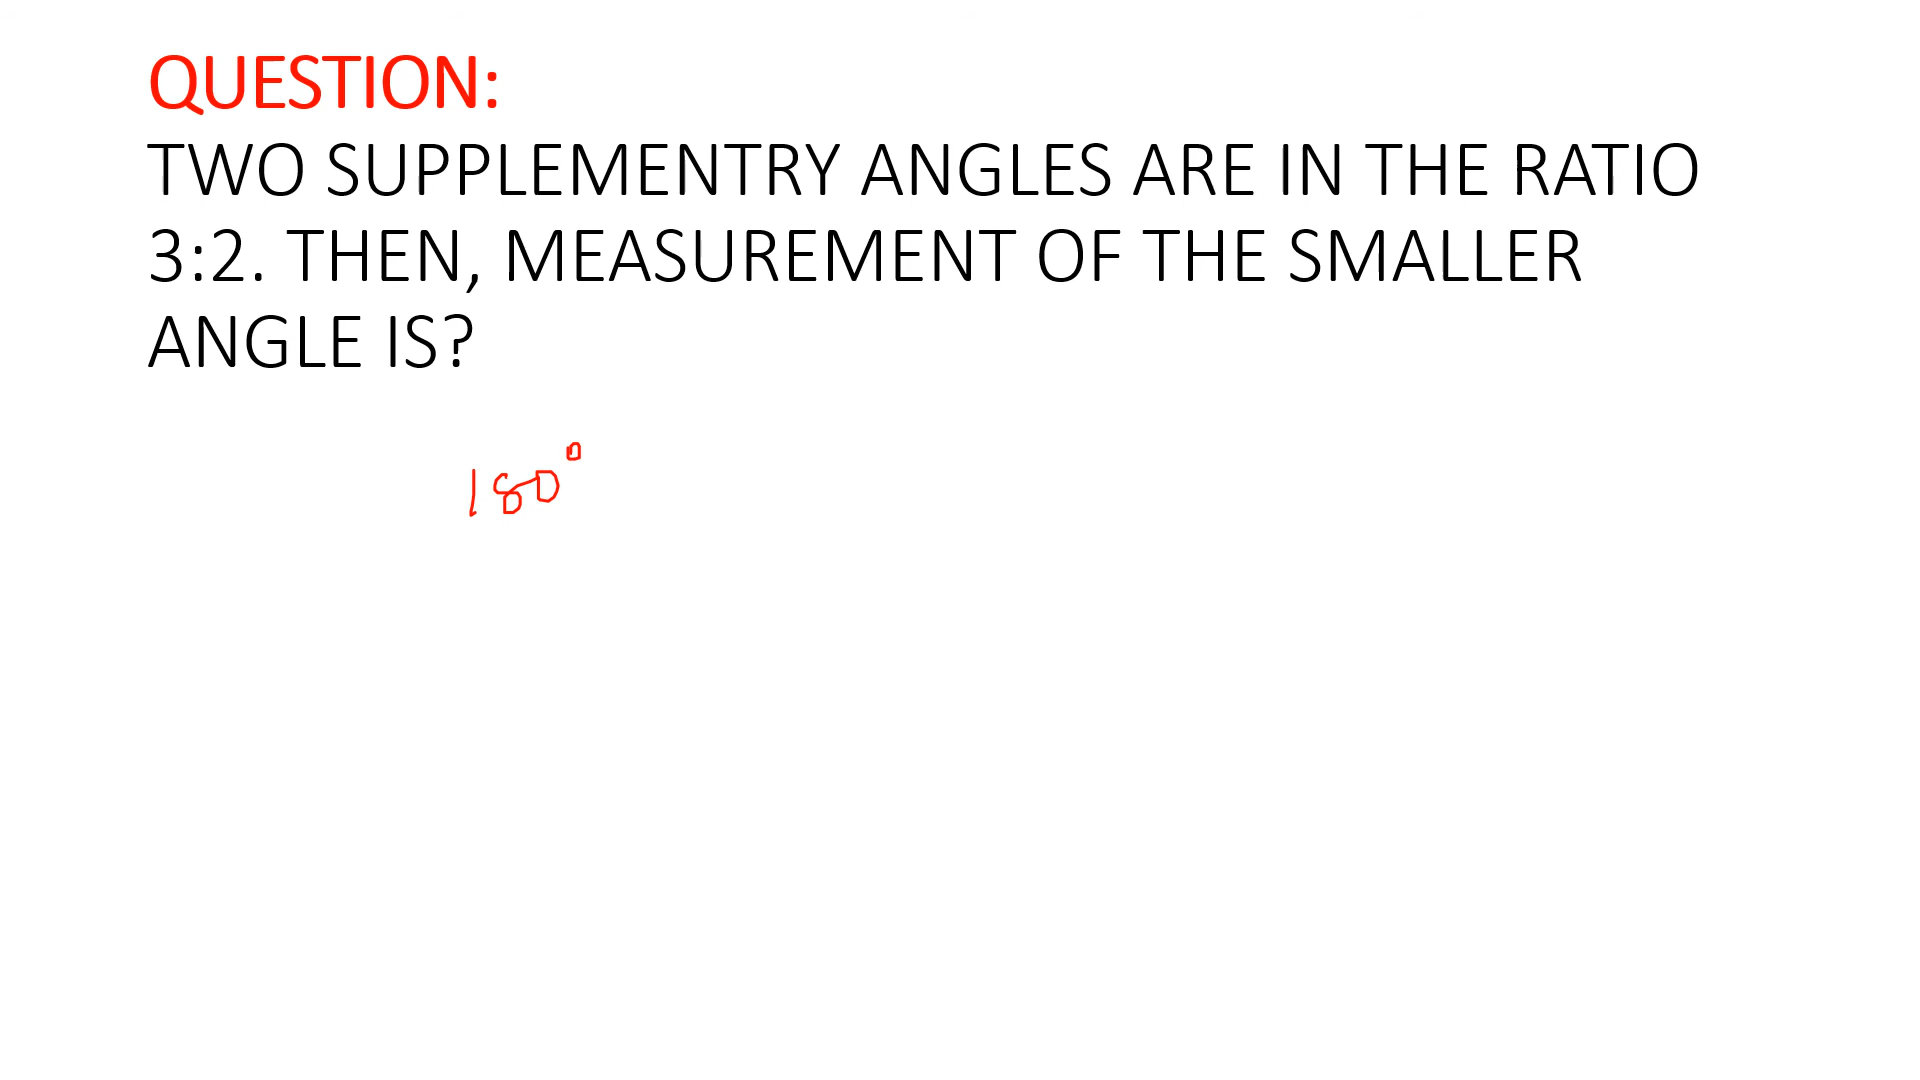 QUESTION:
TWO SUPPLEMENTRY ANGLES ARE IN THE RATIO
3:2. THEN, MEASUREMENT OF THE SMALLER
ANGLE IS?
180°